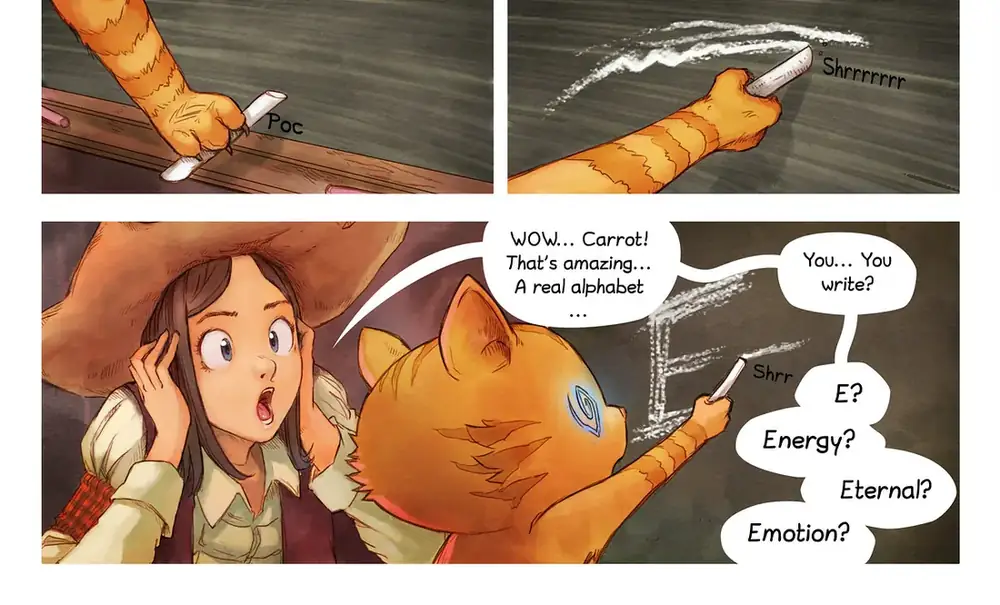 Poc
Shrrrrrrr
WOW... Carrot!
That's amazing...
A real alphabet
...
You... You
write?
E
Shrr
E?
Energy?
Eternal?
Emotion?